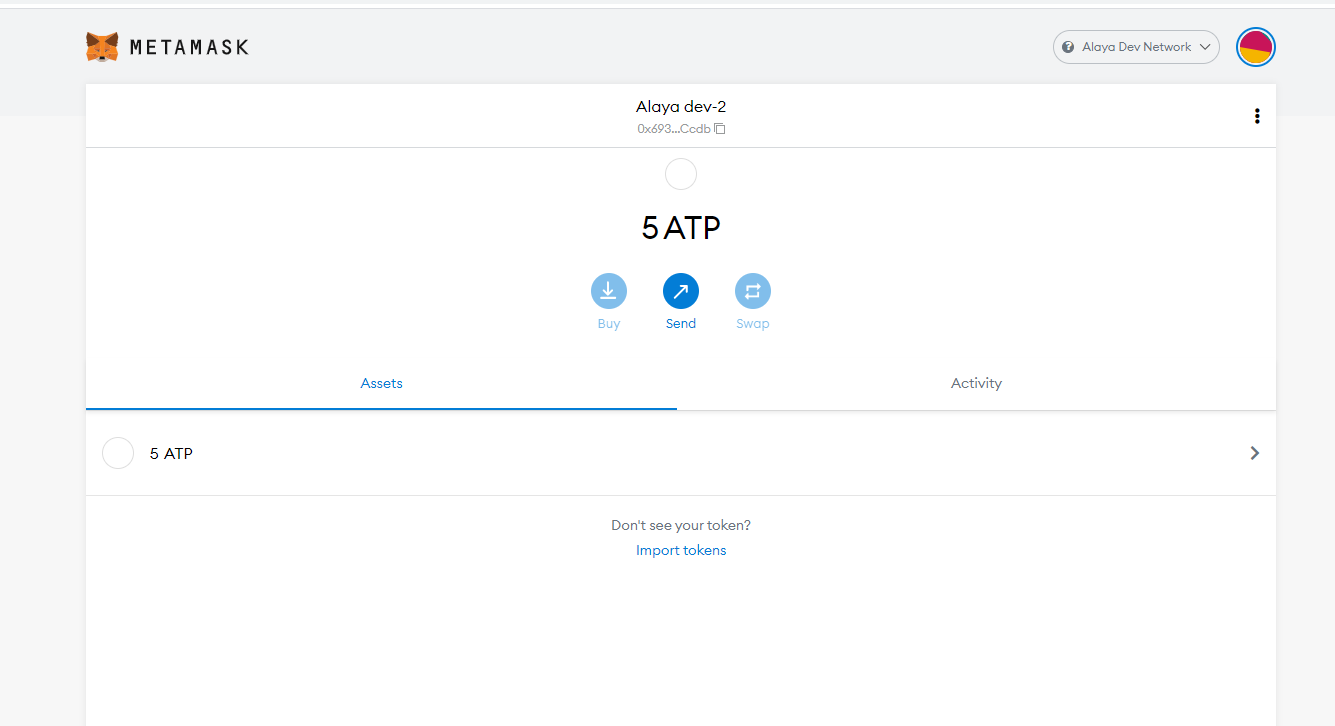 METAMASK
Alaya Dev Network
Alaya dev-2
0x693...Ccdb
5 ATP
Buy
Send
Swap
Assets
Activity
5 ATP
Don't see your token?
Import tokens